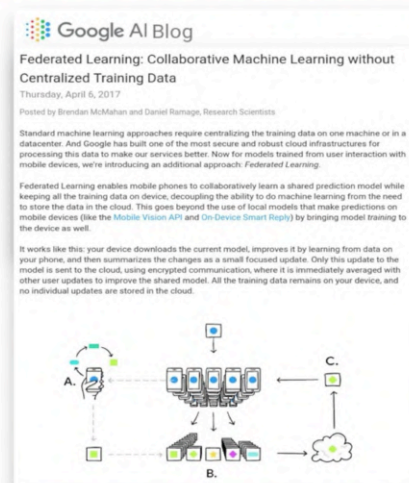 Google AI Blog
Federated Learning: Collaborative Machine Learning without
Centralized Training Data
Thursday, April 6, 2017
Posted by Brendan McMahan and Daniel Ramage, Research Scientists
Standard machine learning approaches require centralizing the training data on one machine or in a
datacenter. And Google has built one of the most secure and robust cloud infrastructures for
processing this data to make our services better. Now for models trained from user interaction with
mobile devices, we're introducing an additional approach: Federated Learning.
Federated Learning enables mobile phones to collaboratively learn a shared prediction model while
keeping all the training data on device, decoupling the ability to do machine learning from the need
to store the data in the cloud. This goes beyond the use of local models that make predictions on
mobile devices (like the Mobile Vision API and On-Device Smart Reply) by bringing model training to
the device as well.
It works like this: your device downloads the current model, improves it by learning from data on
your phone, and then summarizes the changes as a small focused update. Only this update to the
model is sent to the cloud, using encrypted communication, where it is immediately averaged with
other user updates to improve the shared model. All the training data remains on your device, and
no individual updates are stored in the cloud.
A.
C.
B.